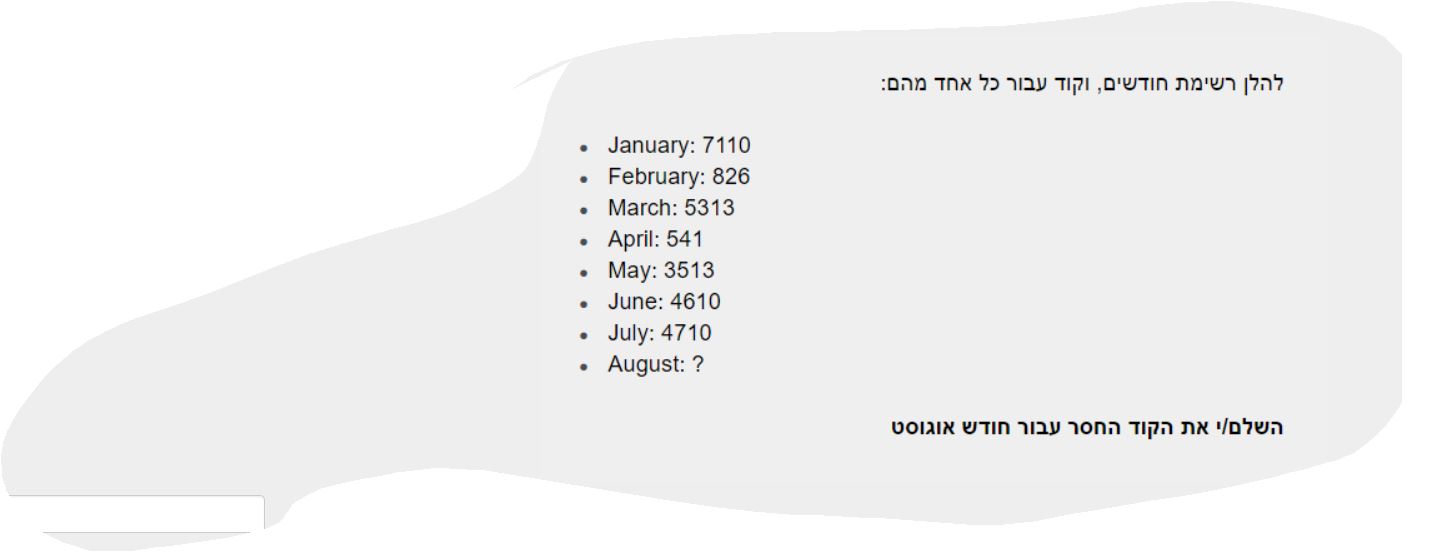 להלן רשימת חודשים, וקוד עבור כל אחד מהם:
• January: 7110
• February: 826
• March: 5313
• April: 541
• May: 3513
• June: 4610
• July: 4710
• August: ?
השלם/י את הקוד החסר עבור חודש אוגוסט